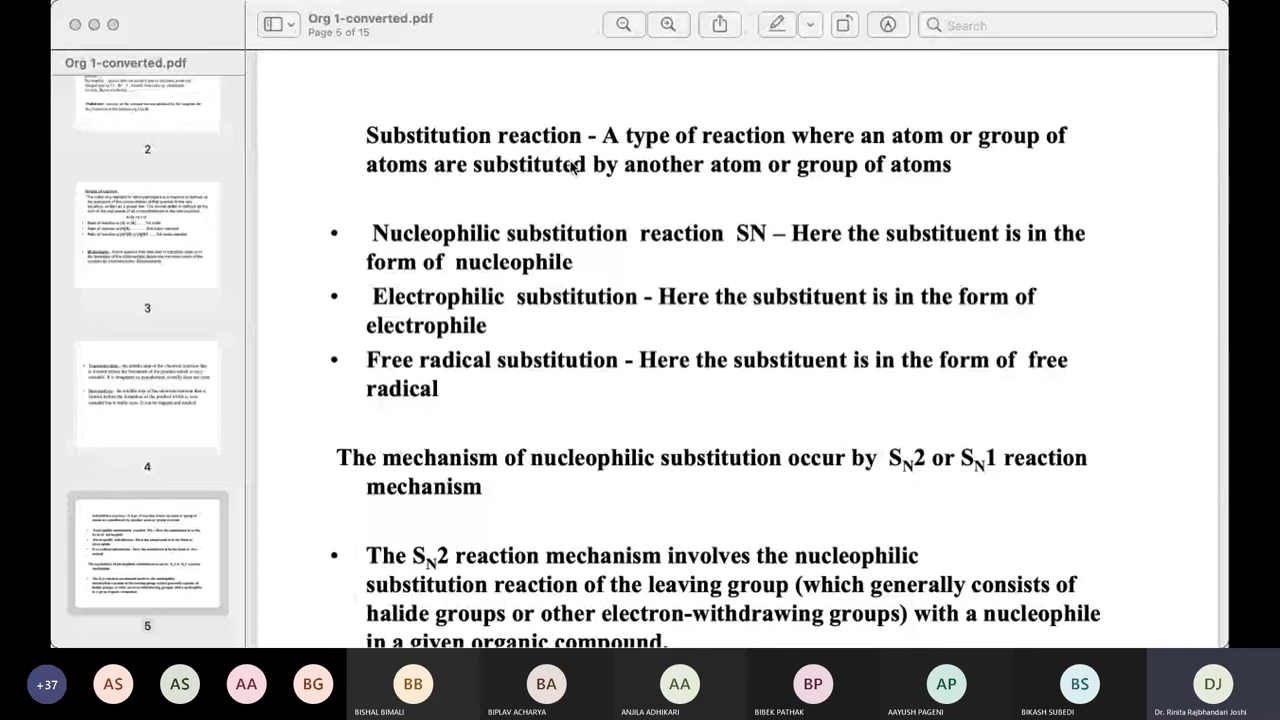 Org 1-converted.pdf
Page 5 of 15
Search
Org 1-converted.pdf
2
3
4
5
Substitution reaction - A type of reaction where an atom or group of
atoms are substituted by another atom or group of atoms
• Nucleophilic substitution reaction SN – Here the substituent is in the
form of nucleophile
• Electrophilic substitution - Here the substituent is in the form of
electrophile
• Free radical substitution - Here the substituent is in the form of free
radical
The mechanism of nucleophilic substitution occur by SN2 or SN1 reaction
mechanism
• The SN2 reaction mechanism involves the nucleophilic
substitution reaction of the leaving group (which generally consists of
halide groups or other electron-withdrawing groups) with a nucleophile
in a given organic compound.
+37
AS
AS
AA
BG
BB
BA
AA
BP
AP
BS
DJ
BISHAL BIMALI
BIPLAV ACHARYA
ANJILA ADHIKARI
BIBEK PATHAK
AAYUSH PAGENI
BIKASH SUBEDI
Dr. Rinita Rajbhandari Joshi